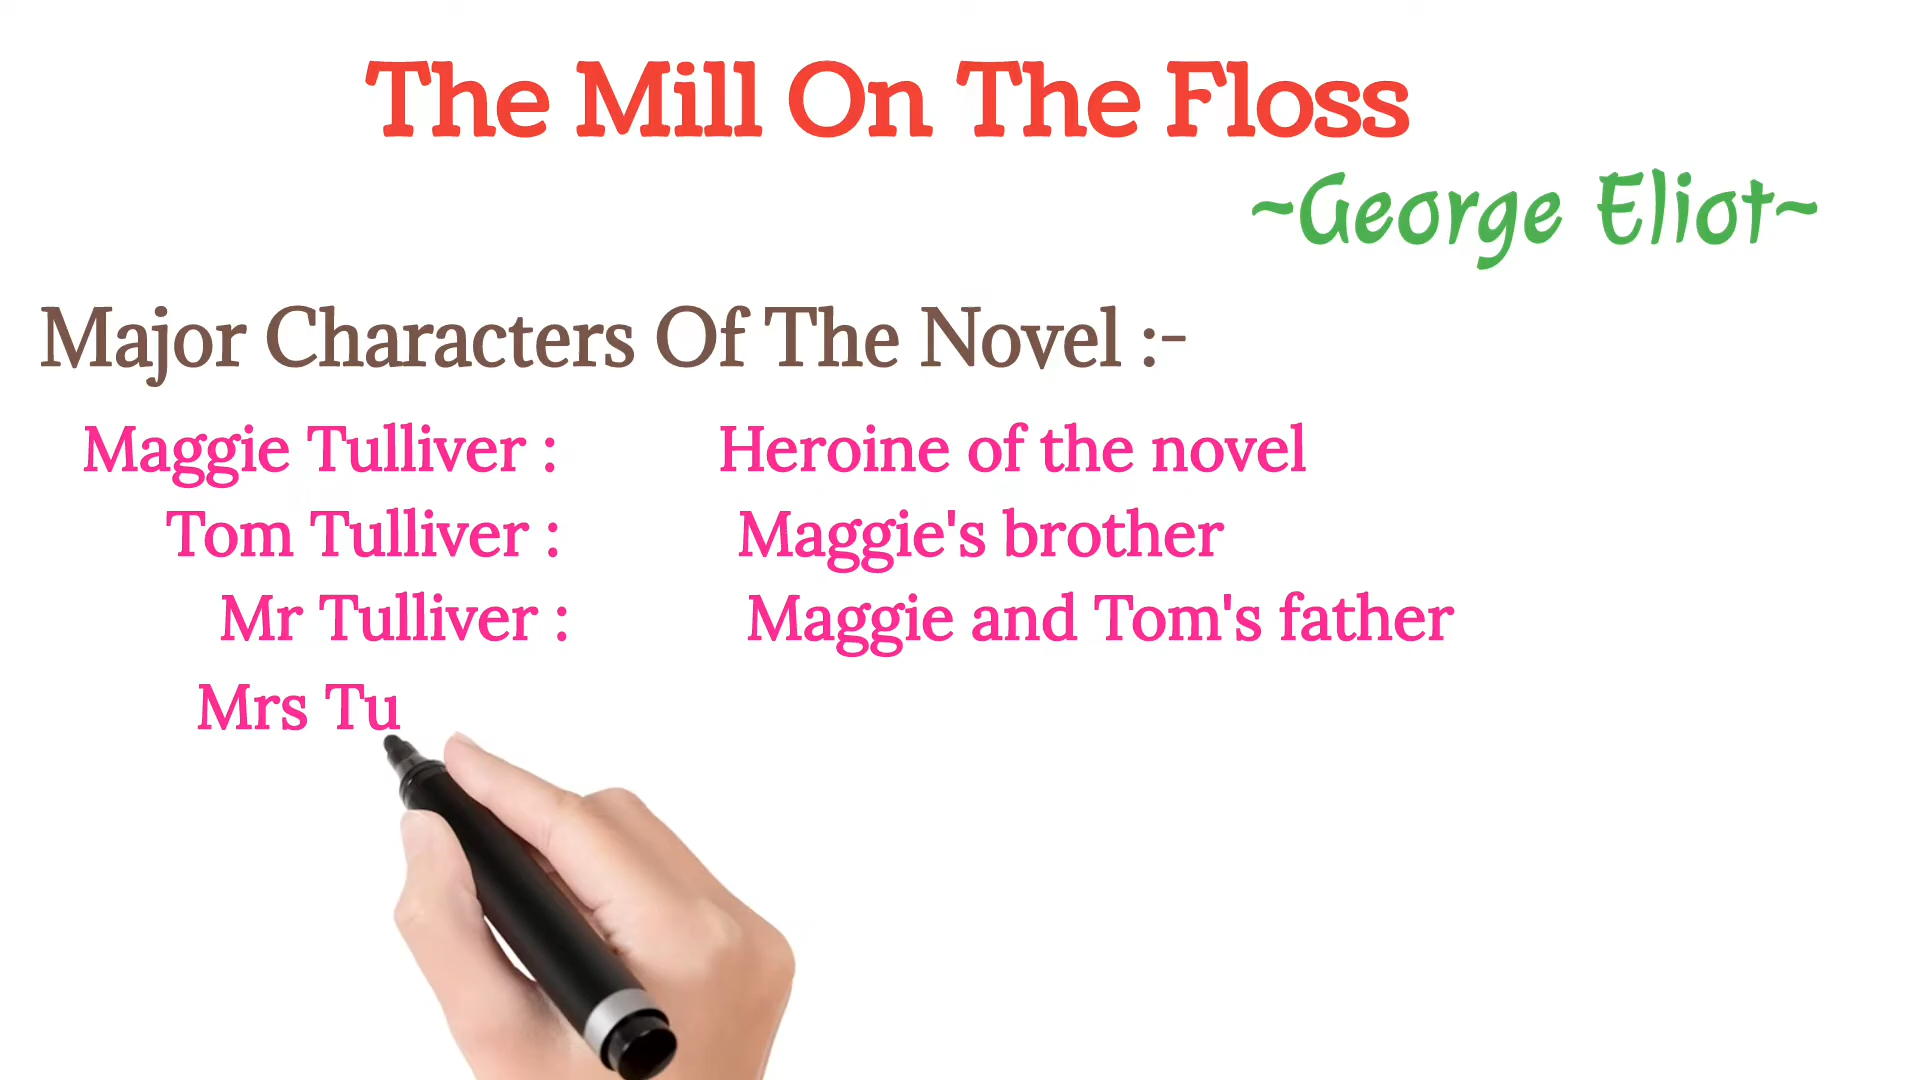 The Mill On The Floss
~George Eliot~
Major Characters Of The Novel :-
Maggie Tulliver : Heroine of the novel
Tom Tulliver : Maggie's brother
Mr Tulliver : Maggie and Tom's father
Mrs Tu